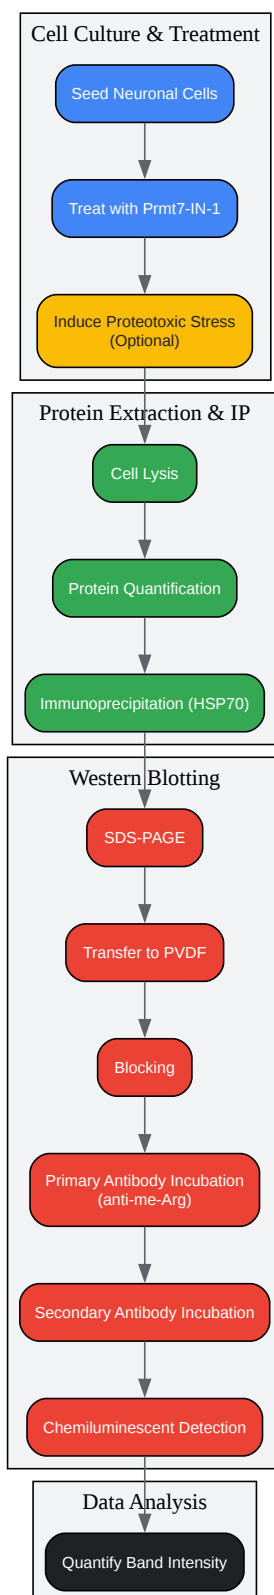 Cell Culture & Treatment
Seed Neuronal Cells
Treat with Prmt7-IN-1
Induce Proteotoxic Stress
(Optional)
Protein Extraction & IP
Cell Lysis
Protein Quantification
Immunoprecipitation (HSP70)
Western Blotting
SDS-PAGE
Transfer to PVDF
Blocking
Primary Antibody Incubation
(anti-me-Arg)
Secondary Antibody Incubation
Chemiluminescent Detection
Data Analysis
Quantify Band Intensity